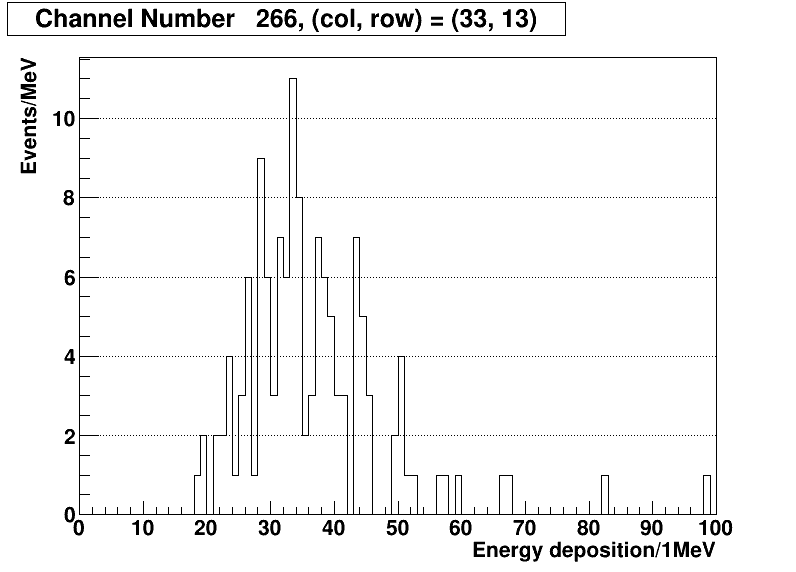 Channel Number 266, (col, row) = (33, 13)
Events/MeV
10
8
6
4
2
0
0 10 20 30 40 50 60 70 80 90 100
Energy deposition/1MeV